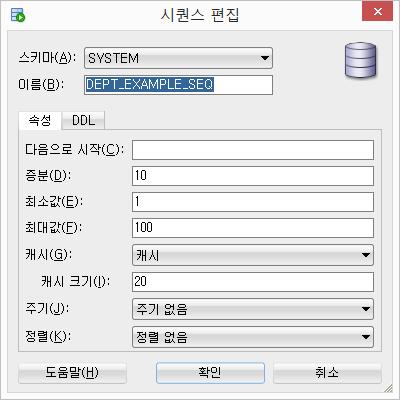 시퀀스 편집
스키마(A): SYSTEM
이름(B): DEPT_EXAMPLE_SEQ
속성 DDL
다음으로 시작(C):
증분(D): 10
최소값(E): 1
최대값(F): 100
캐시(G): 캐시
캐시 크기(I): 20
주기(J): 주기 없음
정렬(K): 정렬 없음
도움말(H) 확인 취소